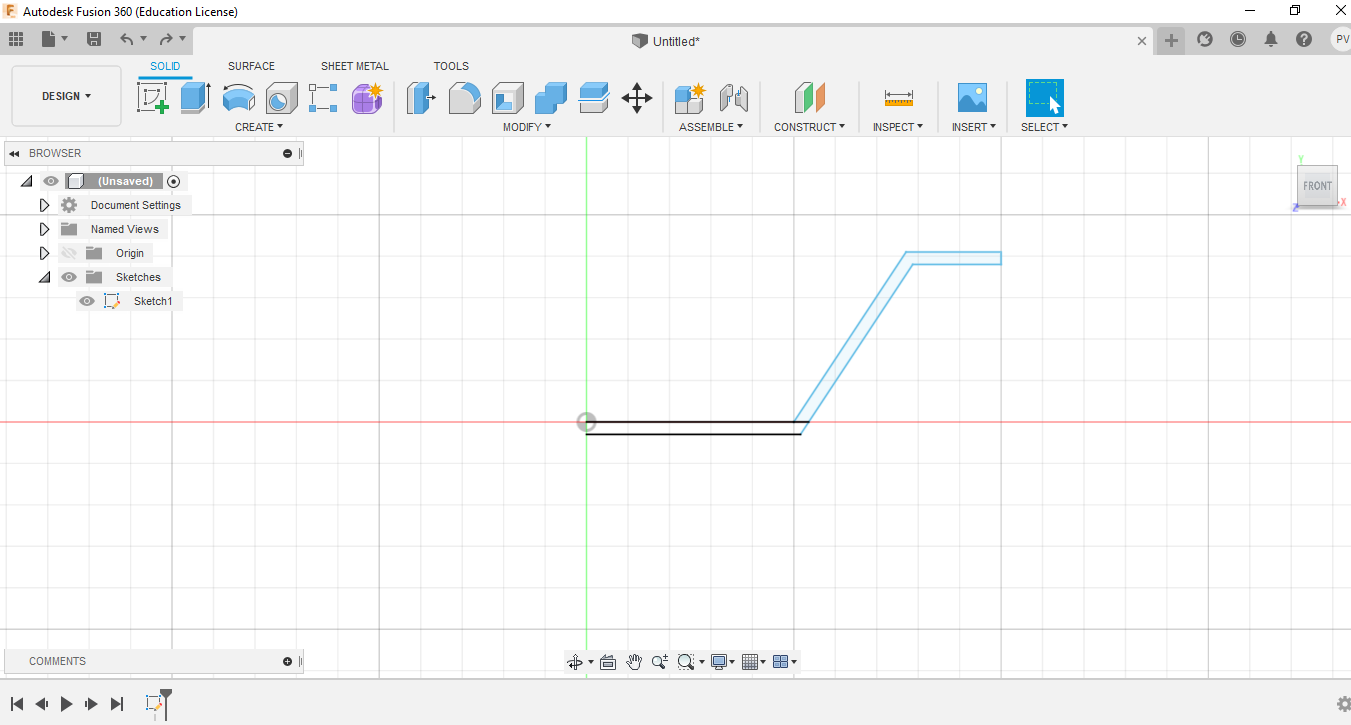 Autodesk Fusion 360 (Education License)
Untitled*
PV
DESIGN
SOLID
SURFACE
SHEET METAL
TOOLS
CREATE
MODIFY
ASSEMBLE
CONSTRUCT
INSPECT
INSERT
SELECT
BROWSER
(Unsaved)
Document Settings
Named Views
Origin
Sketches
Sketch1
Y
FRONT
Z
X
COMMENTS